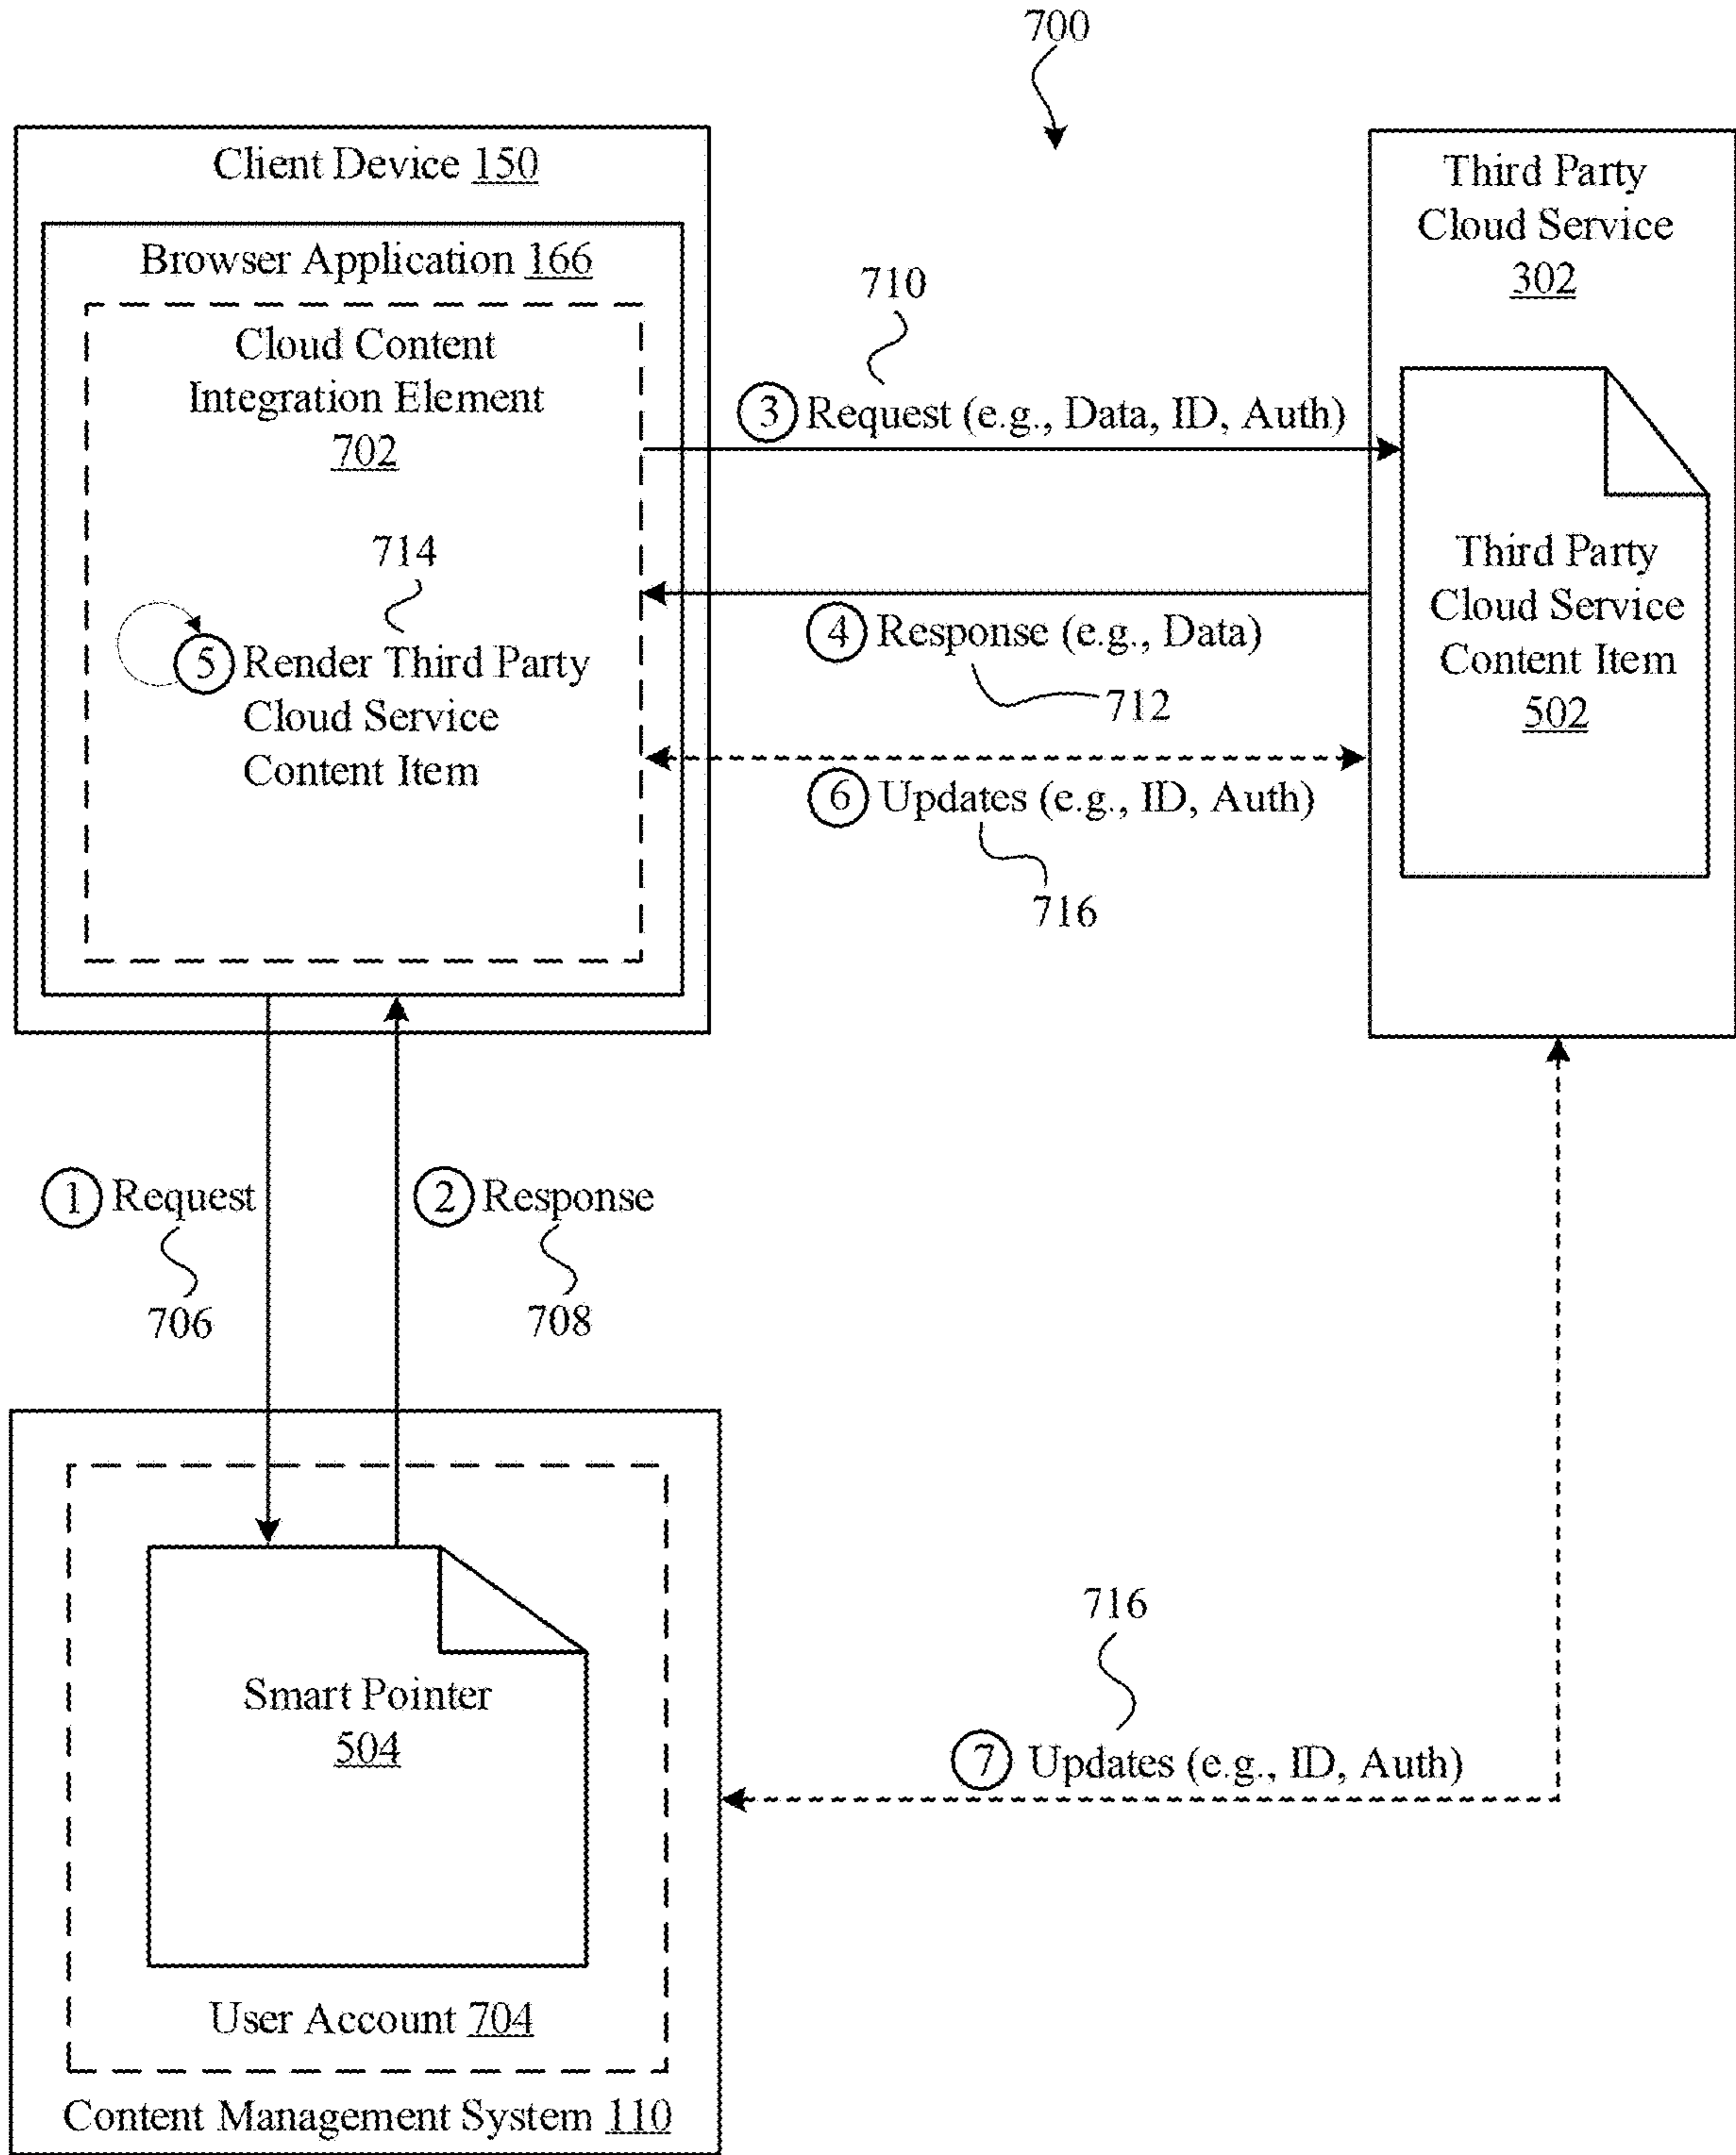 700
Client Device 150
Browser Application 166
Cloud Content
Integration Element
702
714
5 Render Third Party
Cloud Service
Content Item
710
3 Request (e.g., Data, ID, Auth)
4 Response (e.g., Data)
712
6 Updates (e.g., ID, Auth)
716
Third Party
Cloud Service
302
Third Party
Cloud Service
Content Item
502
1 Request
706
2 Response
708
Smart Pointer
504
User Account 704
Content Management System 110
716
7 Updates (e.g., ID, Auth)